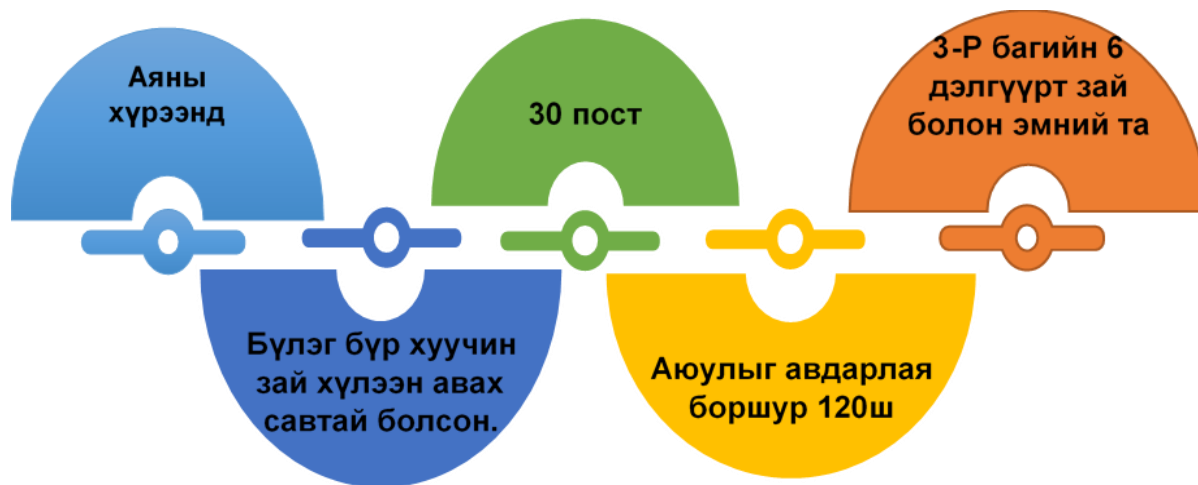 Аяны
хүрээнд
Бүлэг бүр хуучин
зай хүлээн авах
савтай болсон.
30 пост
Аюулыг авдарлая
боршур 120ш
3-Р багийн 6
дэлгүүрт зай
болон эмний та